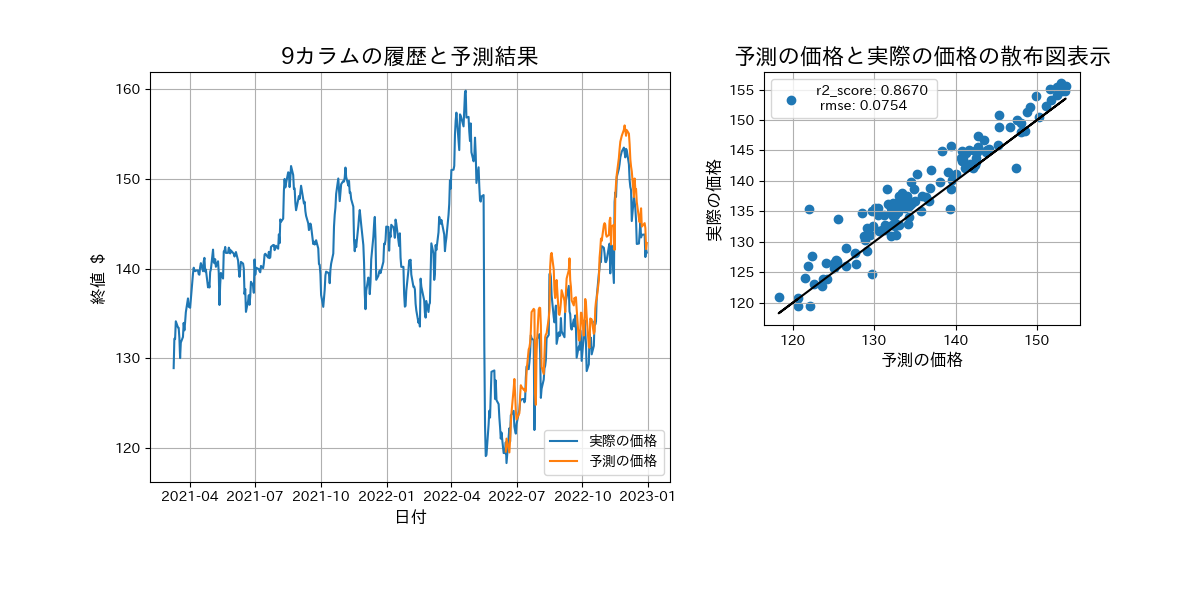 9カラムの履歴と予測結果
160
150
140
130
120
終値 $
2021-04 2021-07 2021-10 2022-01 2022-04 2022-07 2022-10 2023-01
日付
実際の価格
予測の価格
予測の価格と実際の価格の散布図表示
r2_score: 0.8670
rmse: 0.0754
155
150
145
140
135
130
125
120
実際の価格
120 130 140 150
予測の価格